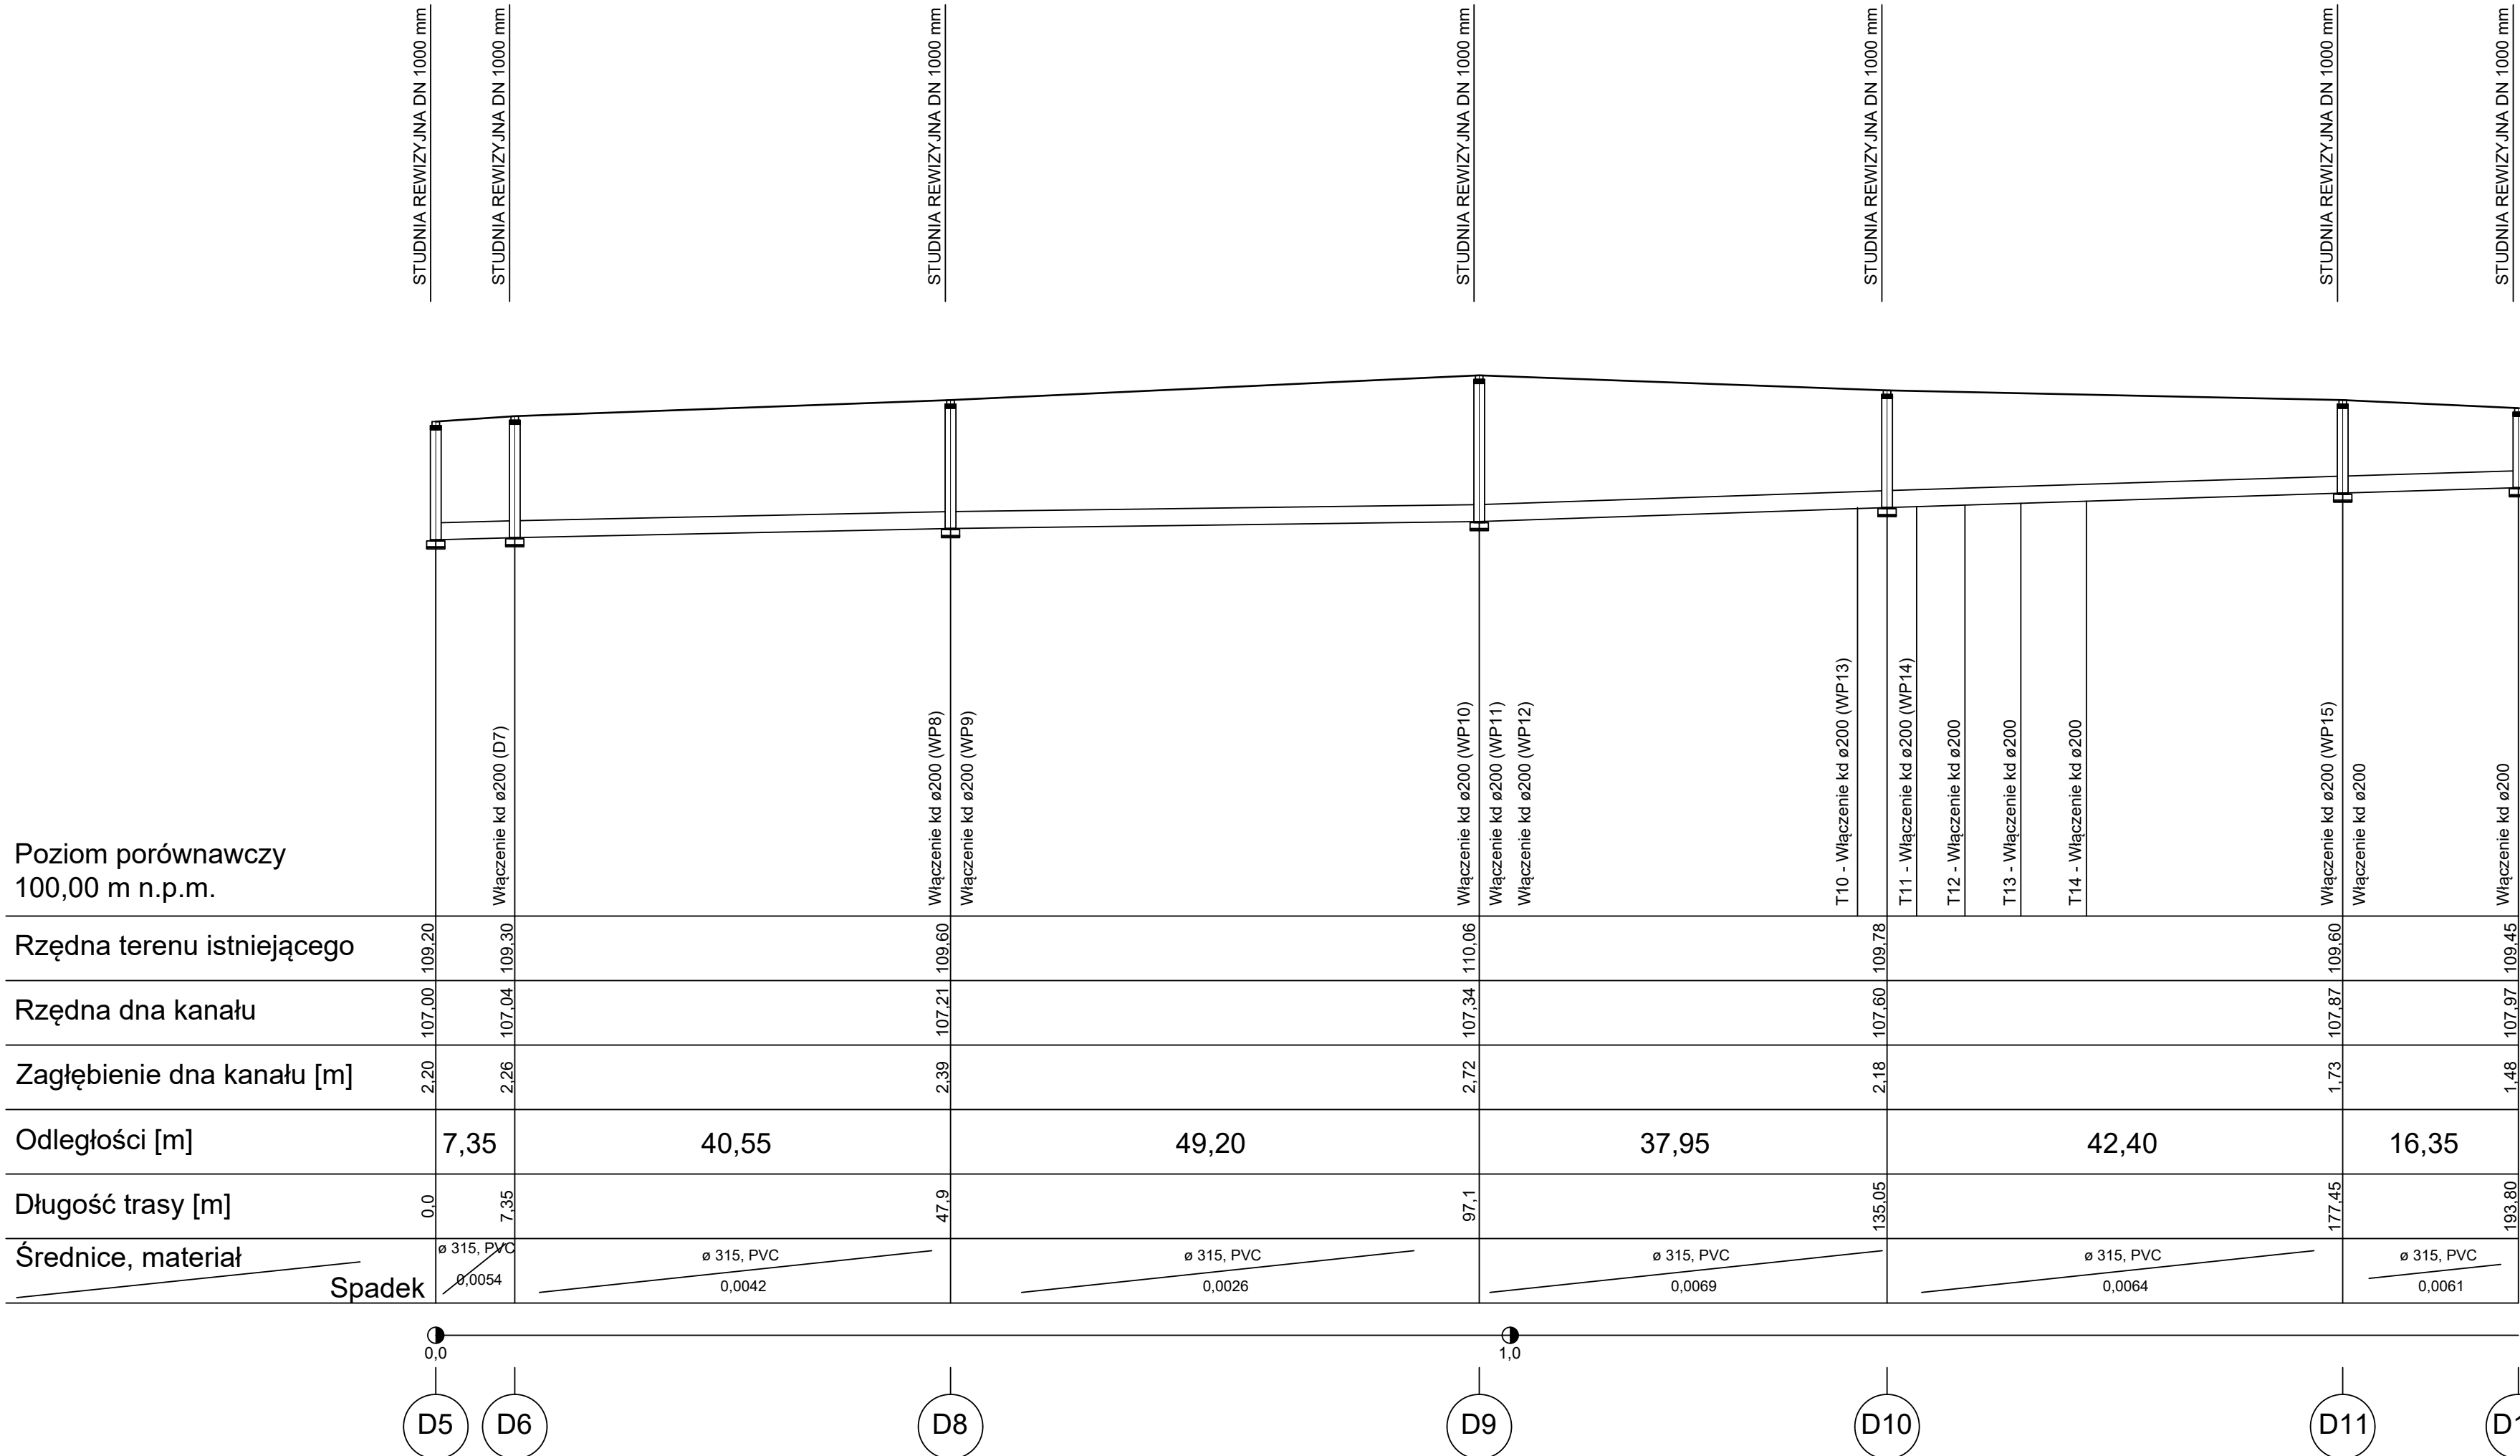 STUDNIA REWIZYJNA DN 1000 mm
STUDNIA REWIZYJNA DN 1000 mm
STUDNIA REWIZYJNA DN 1000 mm
STUDNIA REWIZYJNA DN 1000 mm
STUDNIA REWIZYJNA DN 1000 mm
STUDNIA REWIZYJNA DN 1000 mm
STUDNIA REWIZYJNA DN 1000 mm
Włączenie kd ø200 (D7)
Włączenie kd ø200 (WP8)
Włączenie kd ø200 (WP9)
Włączenie kd ø200 (WP10)
Włączenie kd ø200 (WP11)
Włączenie kd ø200 (WP12)
T10 - Włączenie kd ø200 (WP13)
T11 - Włączenie kd ø200 (WP14)
T12 - Włączenie kd ø200
T13 - Włączenie kd ø200
T14 - Włączenie kd ø200
Włączenie kd ø200 (WP15)
Włączenie kd ø200
Włączenie kd ø200
Poziom porównawczy
100,00 m n.p.m.
Rzędna terenu istniejącego 109,20 109,30 109,60 110,06 109,78 109,60 109,45
Rzędna dna kanału 107,00 107,04 107,21 107,34 107,60 107,87 107,97
Zagłębienie dna kanału [m] 2,20 2,26 2,39 2,72 2,18 1,73 1,48
Odległości [m] 7,35 40,55 49,20 37,95 42,40 16,35
Długość trasy [m] 0,0 7,35 47,9 97,1 135,05 177,45 193,80
Średnice, materiał ø 315, PVC ø 315, PVC ø 315, PVC ø 315, PVC ø 315, PVC ø 315, PVC
Spadek 0,0054 0,0042 0,0026 0,0069 0,0064 0,0061
0,0 1,0
D5 D6 D8 D9 D10 D11